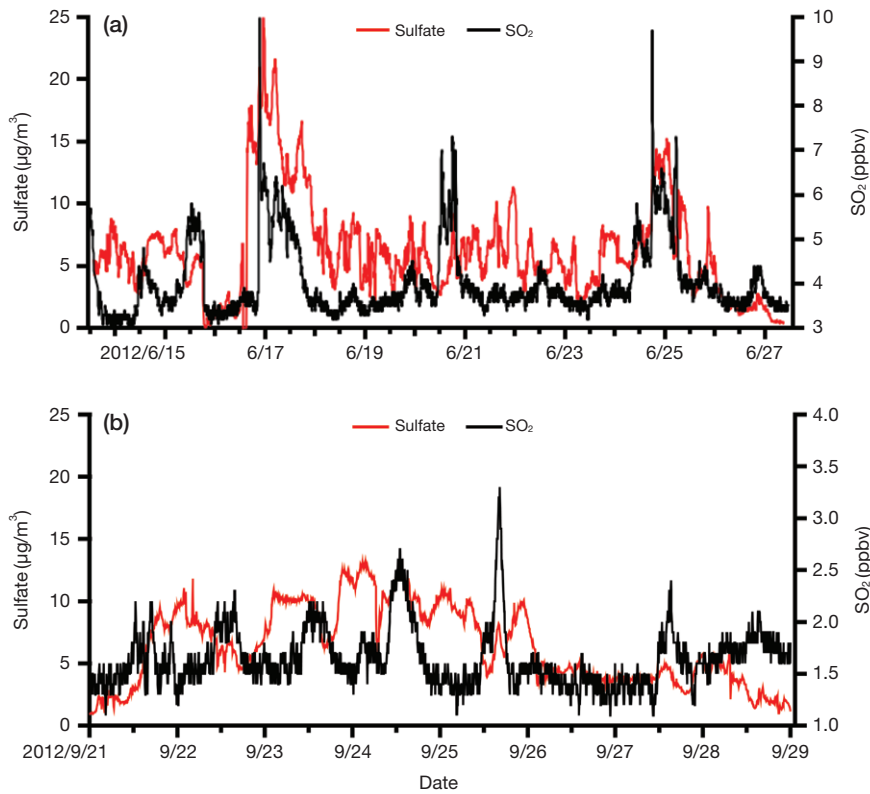 (a)
Sulfate SO₂
Sulfate (μg/m³)
25
20
15
10
5
0
SO₂ (ppbv)
10
9
8
7
6
5
4
3
2012/6/15 6/17 6/19 6/21 6/23 6/25 6/27
(b)
Sulfate SO₂
Sulfate (μg/m³)
25
20
15
10
5
0
SO₂ (ppbv)
4.0
3.5
3.0
2.5
2.0
1.5
1.0
2012/9/21 9/22 9/23 9/24 9/25 9/26 9/27 9/28 9/29
Date